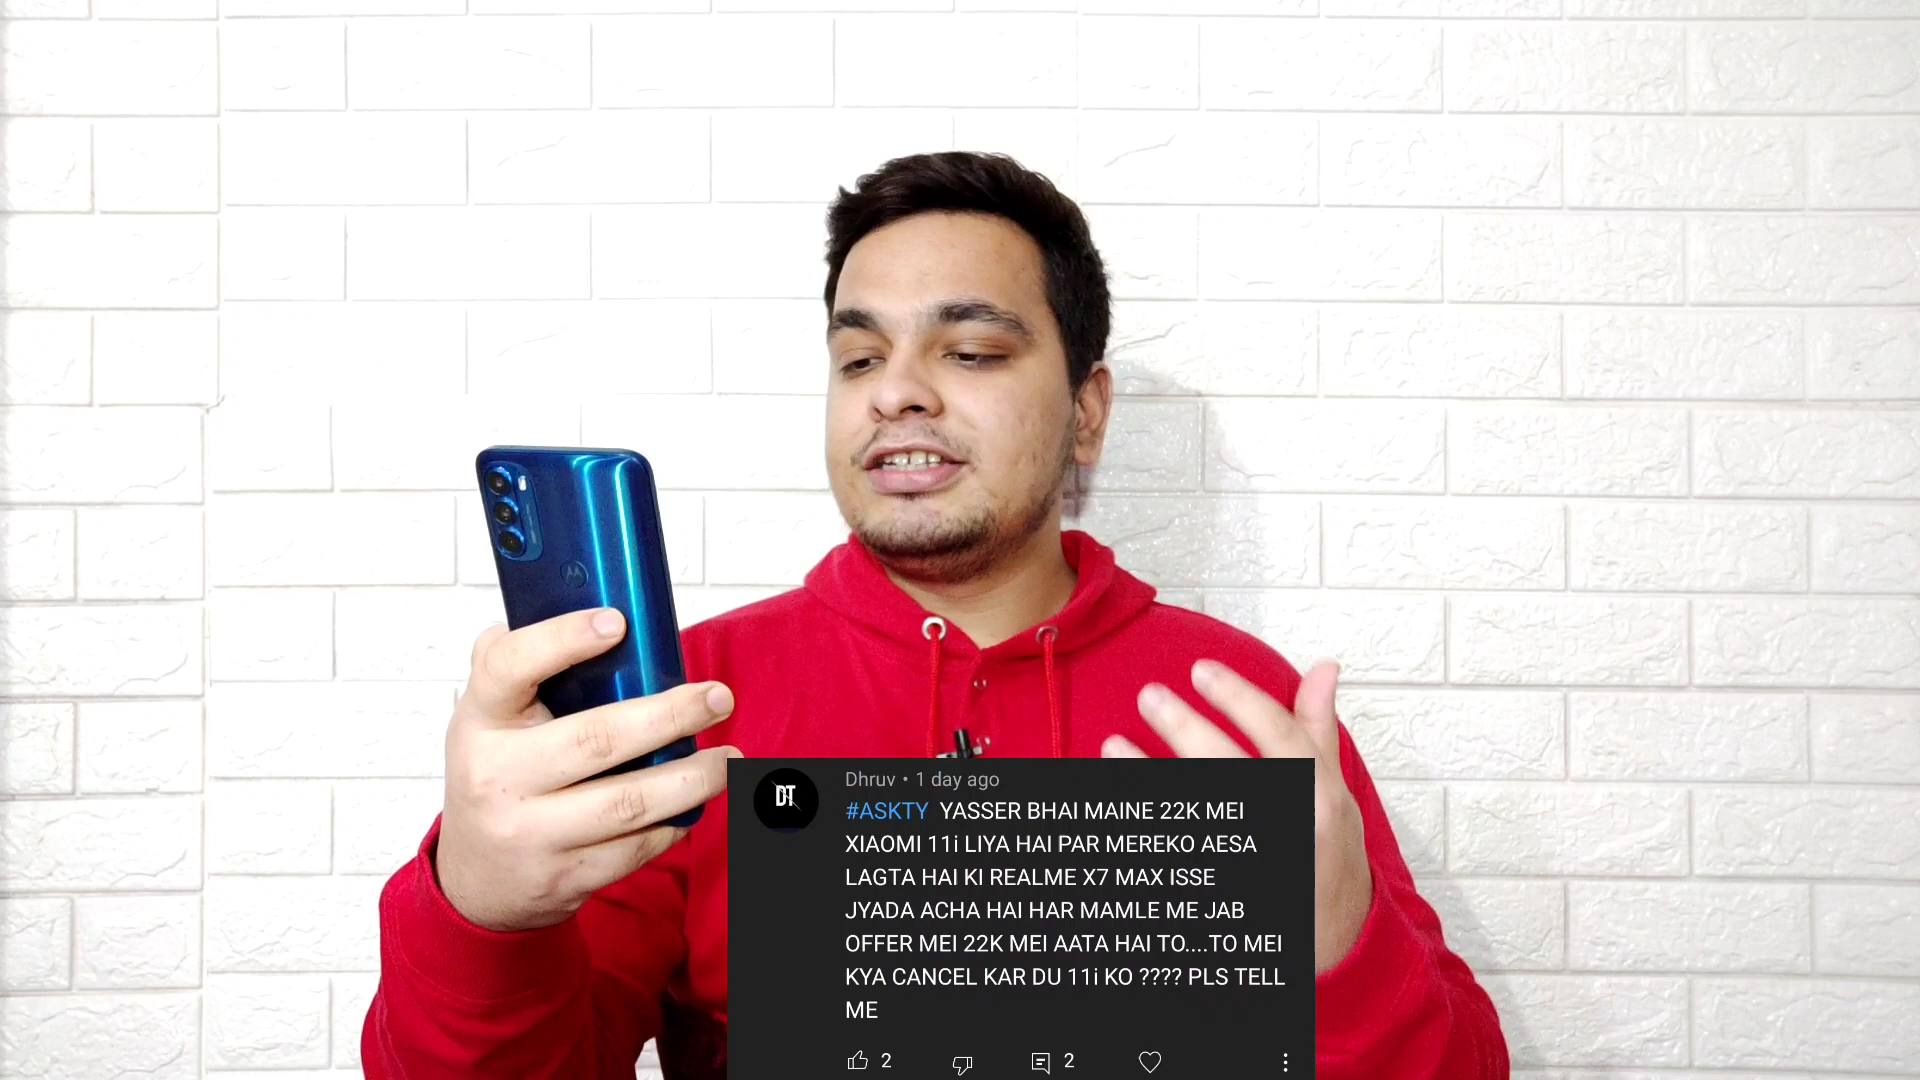 DT
Dhruv • 1 day ago
#ASKTY YASSER BHAI MAINE 22K MEI
XIAOMI 11i LIYA HAI PAR MEREKO AESA
LAGTA HAI KI REALME X7 MAX ISSE
JYADA ACHA HAI HAR MAMLE ME JAB
OFFER MEI 22K MEI AATA HAI TO....TO MEI
KYA CANCEL KAR DU 11i KO ???? PLS TELL
ME
2 2